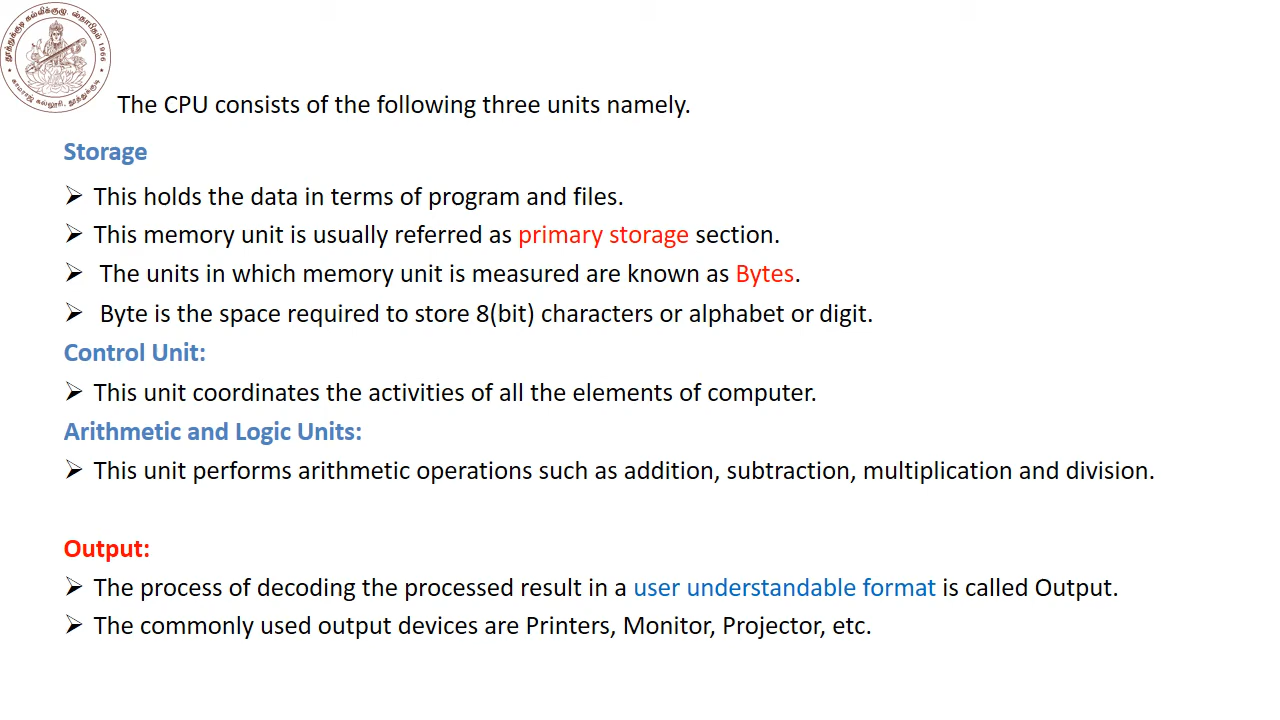 தூத்துக்குடி கல்விக்குழு, ஸ்தாபிதம் 1966
காமராஜ் கல்லூரி, தூத்துக்குடி
The CPU consists of the following three units namely.
Storage
➢ This holds the data in terms of program and files.
➢ This memory unit is usually referred as primary storage section.
➢ The units in which memory unit is measured are known as Bytes.
➢ Byte is the space required to store 8(bit) characters or alphabet or digit.
Control Unit:
➢ This unit coordinates the activities of all the elements of computer.
Arithmetic and Logic Units:
➢ This unit performs arithmetic operations such as addition, subtraction, multiplication and division.
Output:
➢ The process of decoding the processed result in a user understandable format is called Output.
➢ The commonly used output devices are Printers, Monitor, Projector, etc.